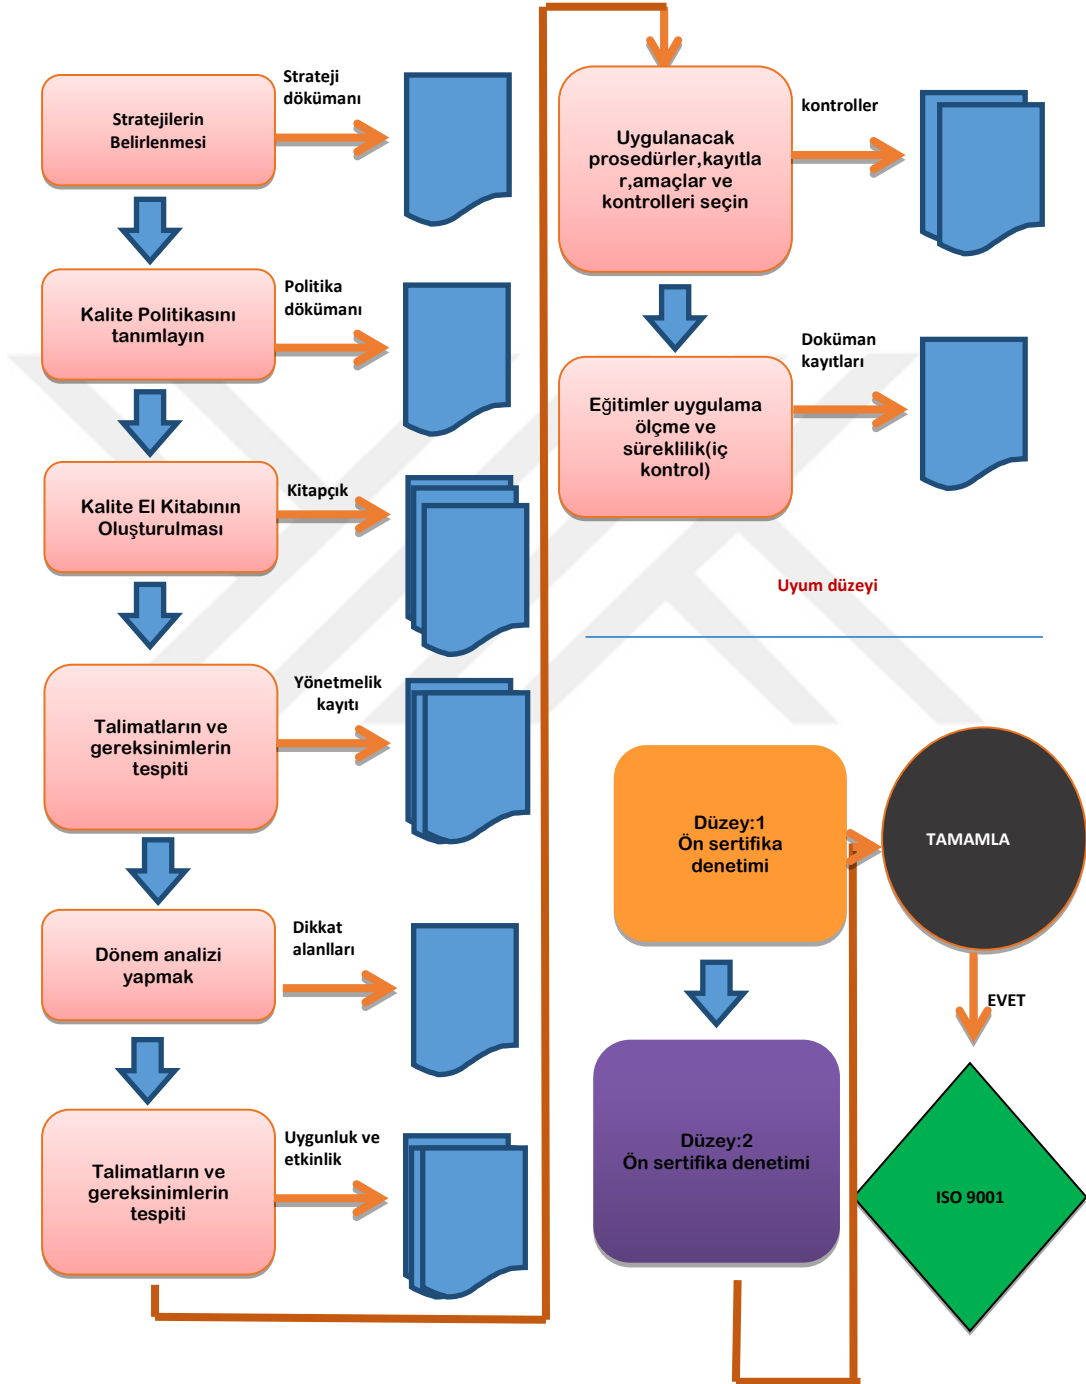 Stratejilerin
Belirlenmesi
Strateji
dökümanı
Kalite Politikasını
tanımlayın
Politika
dökümanı
Kalite El Kitabının
Oluşturulması
Kitapçık
Talimatların ve
gereksinimlerin
tespiti
Yönetmelik
kayıtı
Dönem analizi
yapmak
Dikkat
alanlları
Talimatların ve
gereksinimlerin
tespiti
Uygunluk ve
etkinlik
Uygulanacak
prosedürler,kayıtla
r,amaçlar ve
kontrolleri seçin
kontroller
Eğitimler uygulama
ölçme ve
süreklilik(iç
kontrol)
Doküman
kayıtları
Uyum düzeyi
Düzey:1
Ön sertifika
denetimi
TAMAMLA
EVET
Düzey:2
Ön sertifika denetimi
ISO 9001